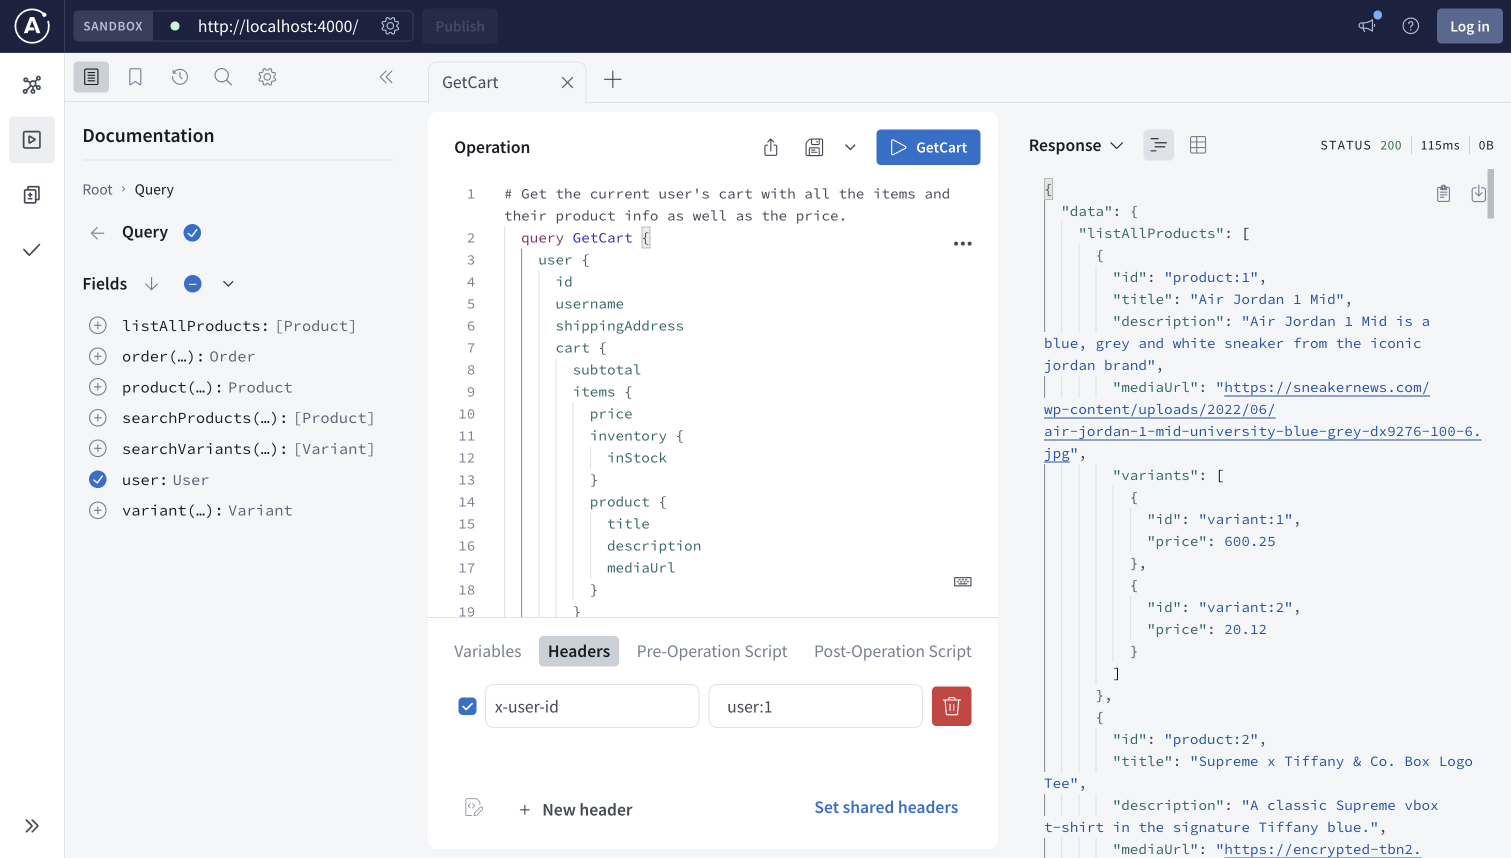 SANDBOX
http://localhost:4000/
Publish
Log in
GetCart
Documentation
Root › Query
Query
Fields
listAllProducts: [Product]
order(…): Order
product(…): Product
searchProducts(…): [Product]
searchVariants(…): [Variant]
user: User
variant(…): Variant
Operation
GetCart
1 # Get the current user's cart with all the items and
their product info as well as the price.
2 query GetCart {
3 user {
4 id
5 username
6 shippingAddress
7 cart {
8 subtotal
9 items {
10 price
11 inventory {
12 inStock
13 }
14 product {
15 title
16 description
17 mediaUrl
18 }
19 }
Variables Headers Pre-Operation Script Post-Operation Script
x-user-id user:1
+ New header
Set shared headers
Response
STATUS 200 115ms 0B
{
"data": {
"listAllProducts": [
{
"id": "product:1",
"title": "Air Jordan 1 Mid",
"description": "Air Jordan 1 Mid is a
blue, grey and white sneaker from the iconic
jordan brand",
"mediaUrl": "https://sneakernews.com/
wp-content/uploads/2022/06/
air-jordan-1-mid-university-blue-grey-dx9276-100-6.
jpg",
"variants": [
{
"id": "variant:1",
"price": 600.25
},
{
"id": "variant:2",
"price": 20.12
}
]
},
{
"id": "product:2",
"title": "Supreme x Tiffany & Co. Box Logo
Tee",
"description": "A classic Supreme vbox
t-shirt in the signature Tiffany blue.",
"mediaUrl": "https://encrypted-tbn2.